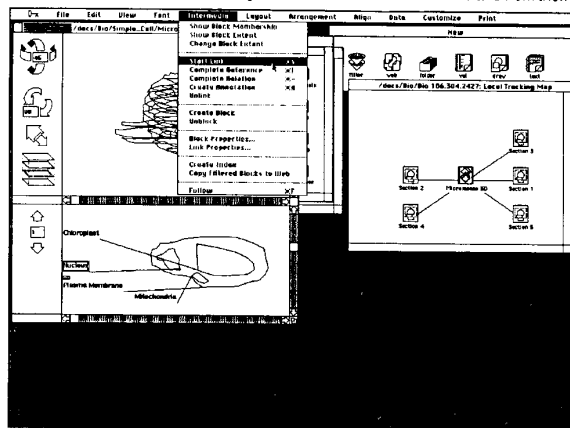 File Edit View Font Intermedia Layout Arrangement Align Data Customize Print
/docs/Bio/Simple_Cell/Micro
Show Block Membership
Show Block Extent
Change Block Extent
Start Link
Complete Reference
Complete Relation
Create Annotation
Unlink
Create Block
Unblock
Block Properties...
Link Properties...
Create Index
Copy Filtered Blocks to Web
Follow
New
filter web folder val draw text
/docs/Bio/Bio 106.304.2427: Local Tracking Map
Section 3
Section 2 Micromania 3D Section 1
Section 4 Section 5
Chloroplast
Nucleus
Plasma Membrane
Mitochondria